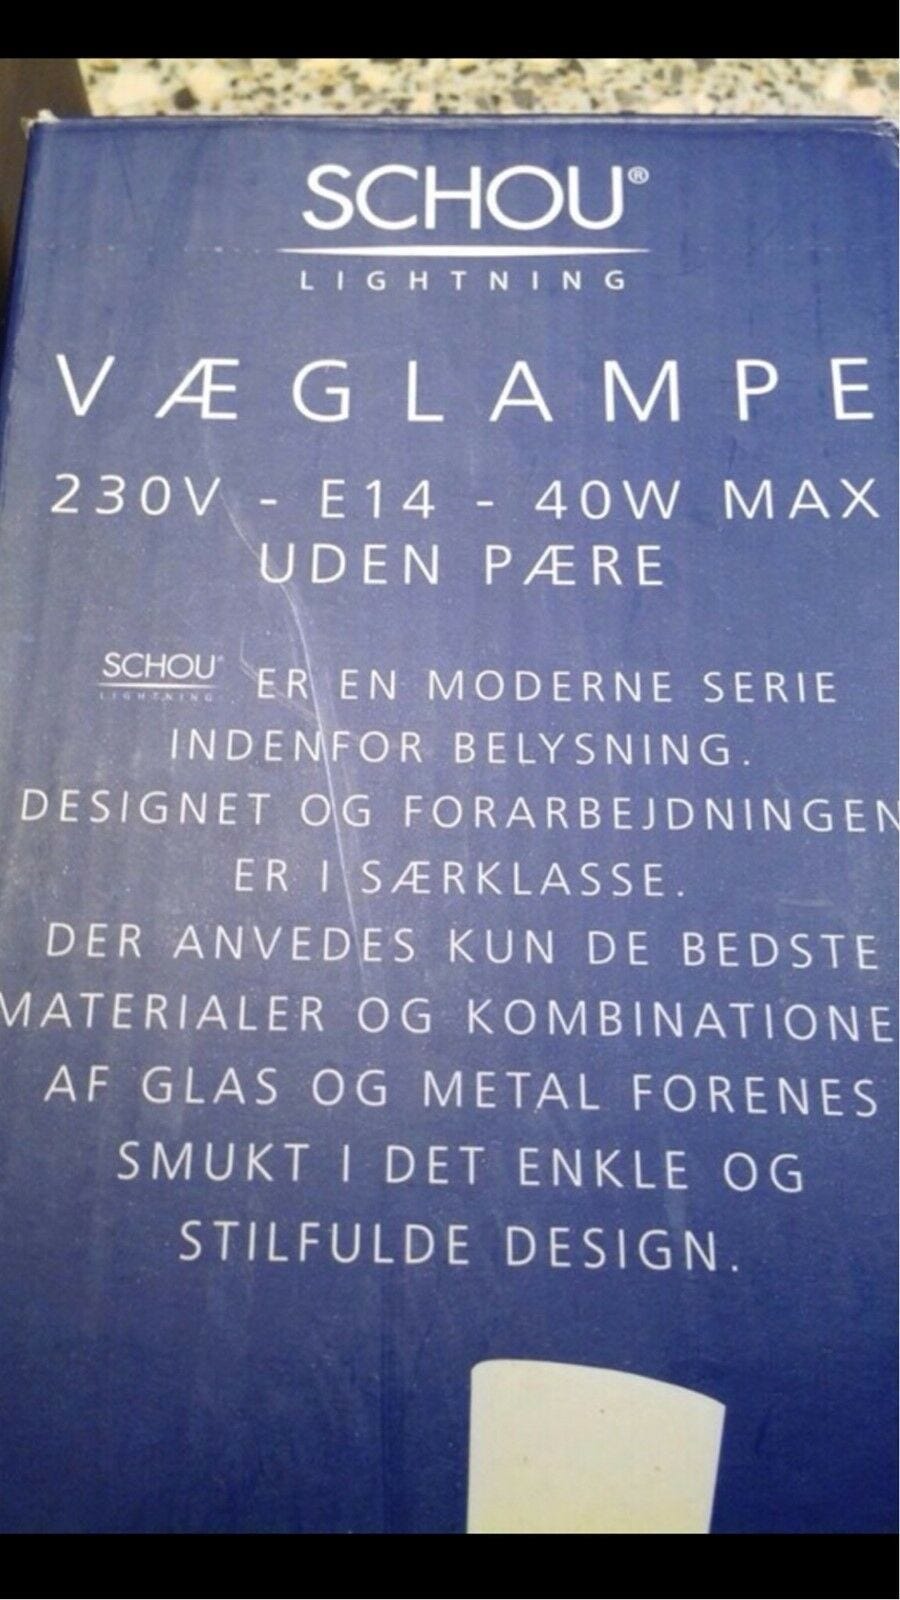 SCHOU®
LIGHTNING
VÆGLAMPE
230V - E14 - 40W MAX
UDEN PÆRE
SCHOU®
LIGHTNING
ER EN MODERNE SERIE
INDENFOR BELYSNING.
DESIGNET OG FORARBEJDNINGEN
ER I SÆRKLASSE.
DER ANVEDES KUN DE BEDSTE
MATERIALER OG KOMBINATIONE
AF GLAS OG METAL FORENES
SMUKT I DET ENKLE OG
STILFULDE DESIGN.